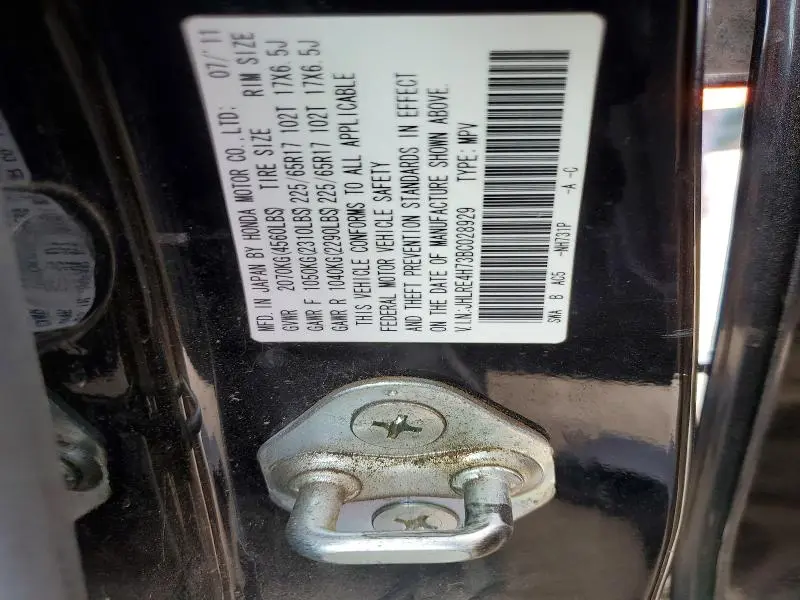 MFD. IN JAPAN BY HONDA MOTOR CO.,LTD: 07/'11
GVWR 2070KG(4560LBS) TIRE SIZE RIM SIZE
GAWR F 1050KG(2310LBS) 225/65R17 102T 17X6.5J
GAWR R 1040KG(2290LBS) 225/65R17 102T 17X6.5J
THIS VEHICLE CONFORMS TO ALL APPLICABLE
FEDERAL MOTOR VEHICLE SAFETY
AND THEFT PREVENTION STANDARDS IN EFFECT
ON THE DATE OF MANUFACTURE SHOWN ABOVE.
V.I.N.:JHLRE4H73BC028929 TYPE: MPV
SWA B AC5 -NH731P -A -C